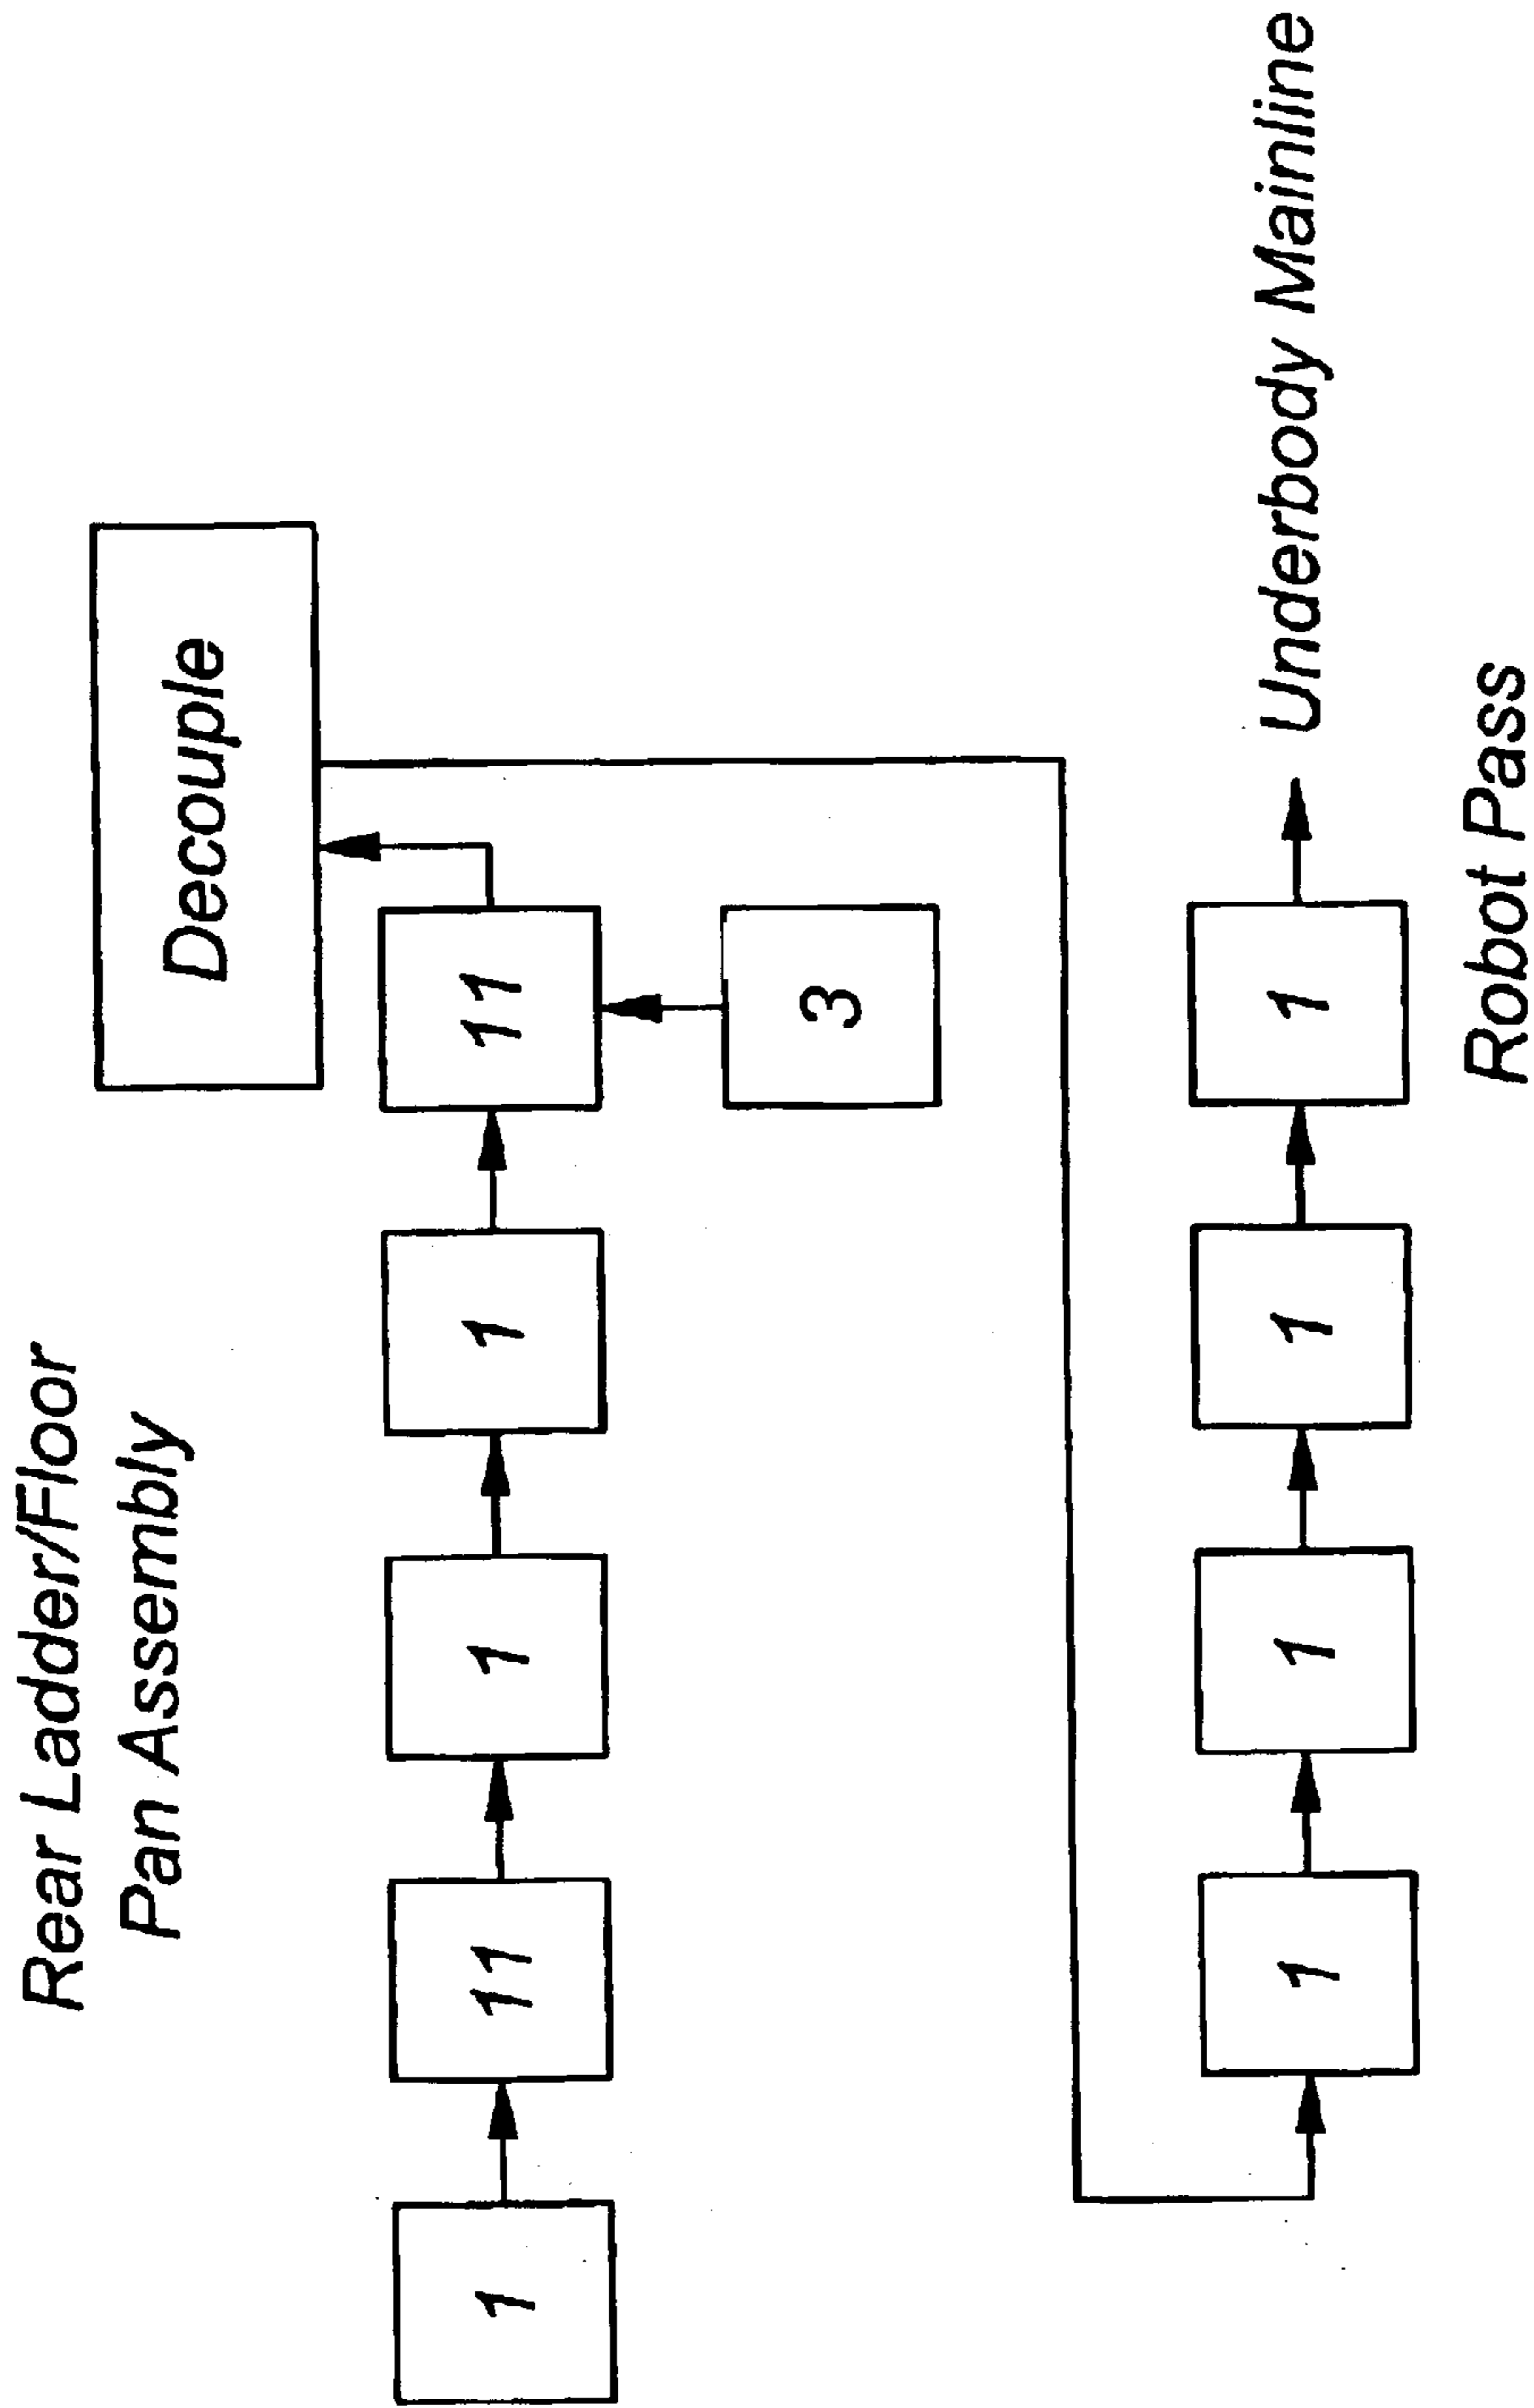 Rear Ladder/Floor
Pan Assembly
Decouple
1
11
1
1
11
3
1
1
1
1
Underbody Mainline
Robot Pass